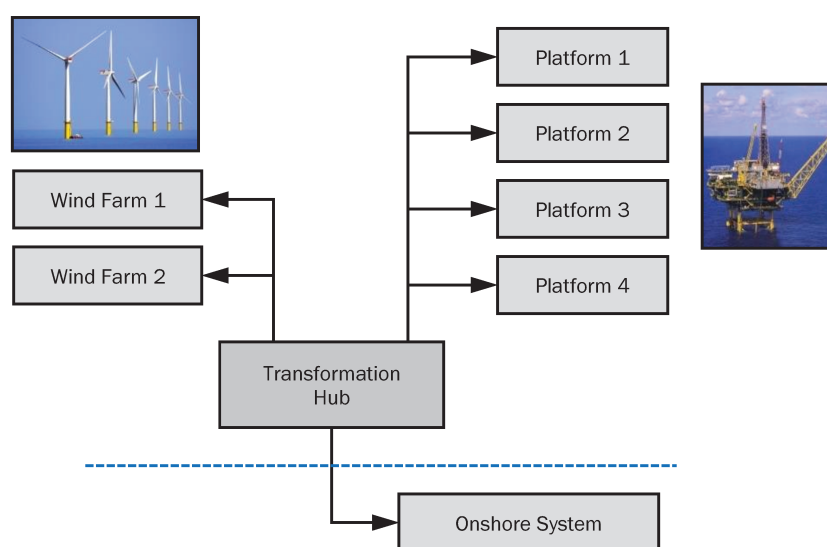 Platform 1
Platform 2
Wind Farm 1
Platform 3
Wind Farm 2
Platform 4
Transformation
Hub
Onshore System